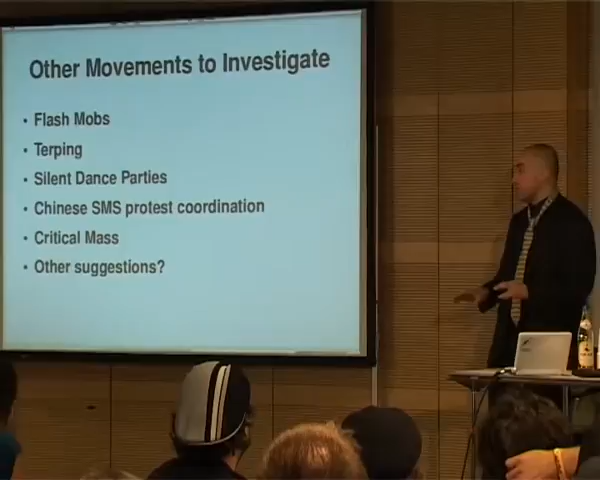 Other Movements to Investigate
• Flash Mobs
• Terping
• Silent Dance Parties
• Chinese SMS protest coordination
• Critical Mass
• Other suggestions?